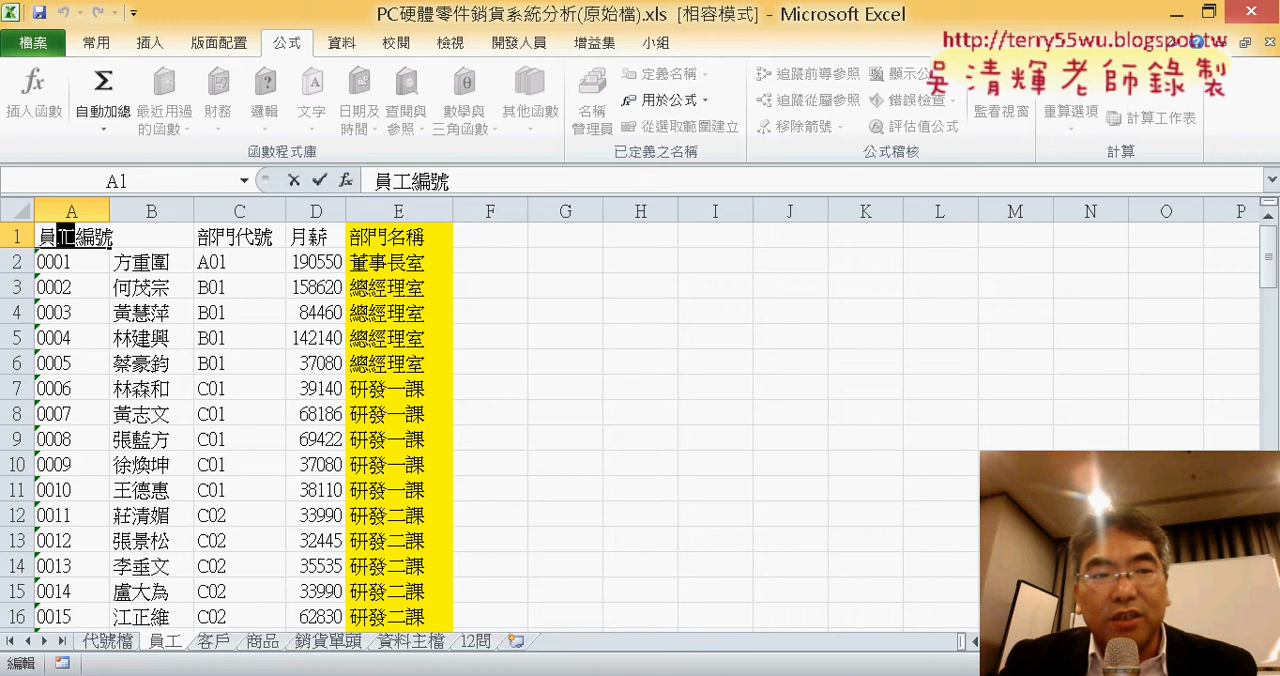 PC硬體零件銷貨系統分析(原始檔).xls [相容模式] - Microsoft Excel
檔案 常用 插入 版面配置 公式 資料 校閱 檢視 開發人員 增益集 小組
http://terry55wu.blogspot.tw
吳清輝老師錄製
插入函數 自動加總 最近用過的函數 財務 邏輯 文字 日期及時間 查閱與參照 數學與三角函數 其他函數
函數程式庫
名稱管理員 定義名稱 用於公式 從選取範圍建立
已定義之名稱
追蹤前導參照 追蹤從屬參照 移除箭號 錯誤檢查 評估值公式 監看視窗
公式稽核
重算選項 計算工作表
計算
A1 員工編號
A B C D E F G H I J K L M N O P
1 員工編號 部門代號 月薪 部門名稱
2 0001 方重圍 A01 190550 董事長室
3 0002 何茂宗 B01 158620 總經理室
4 0003 黃慧萍 B01 84460 總經理室
5 0004 林建興 B01 142140 總經理室
6 0005 蔡豪鈞 B01 37080 總經理室
7 0006 林森和 C01 39140 研發一課
8 0007 黃志文 C01 68186 研發一課
9 0008 張藍方 C01 69422 研發一課
10 0009 徐煥坤 C01 37080 研發一課
11 0010 王德惠 C01 38110 研發一課
12 0011 莊清媚 C02 33990 研發二課
13 0012 張景松 C02 32445 研發二課
14 0013 李垂文 C02 35535 研發二課
15 0014 盧大為 C02 33990 研發二課
16 0015 江正維 C02 62830 研發二課
代號檔 員工 客戶 商品 銷貨單頭 資料主檔 12問
編輯